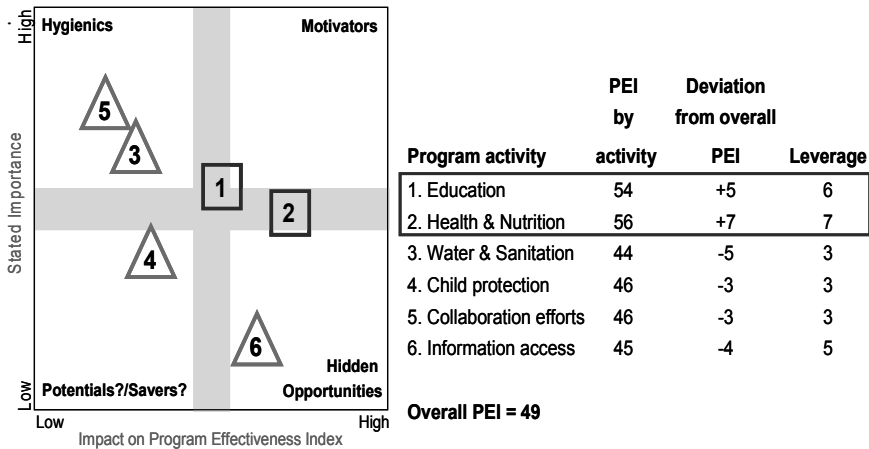 High
Hygienics
Motivators
5
3
1
2
4
6
Stated Importance
Hidden
Potentials?/Savers? Opportunities
Low
Low High
Impact on Program Effectiveness Index
PEI Deviation
by from overall
Program activity activity PEI Leverage
1. Education 54 +5 6
2. Health & Nutrition 56 +7 7
3. Water & Sanitation 44 -5 3
4. Child protection 46 -3 3
5. Collaboration efforts 46 -3 3
6. Information access 45 -4 5
Overall PEI = 49